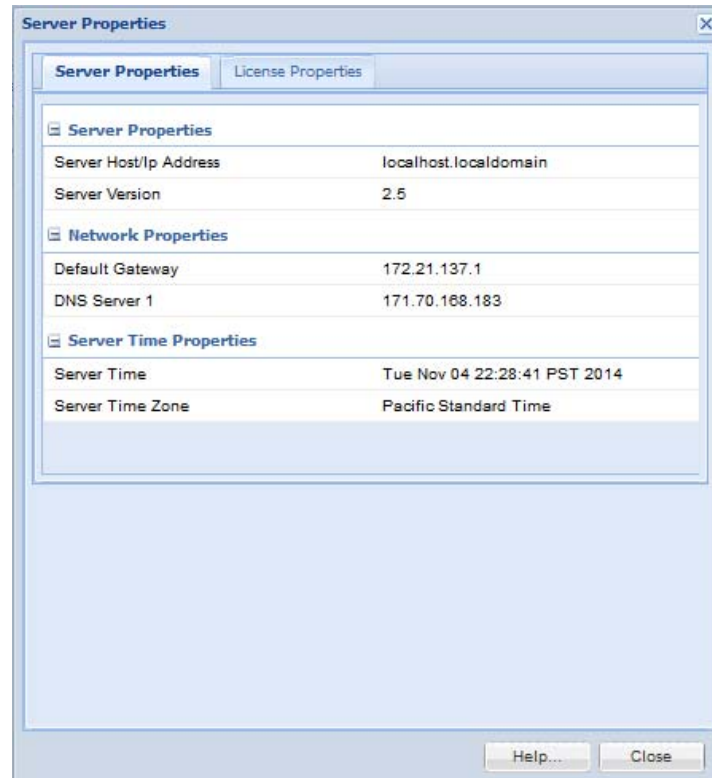 Server Properties
Server Properties License Properties
Server Properties
Server Host/Ip Address localhost.localdomain
Server Version 2.5
Network Properties
Default Gateway 172.21.137.1
DNS Server 1 171.70.168.183
Server Time Properties
Server Time Tue Nov 04 22:28:41 PST 2014
Server Time Zone Pacific Standard Time
Help... Close